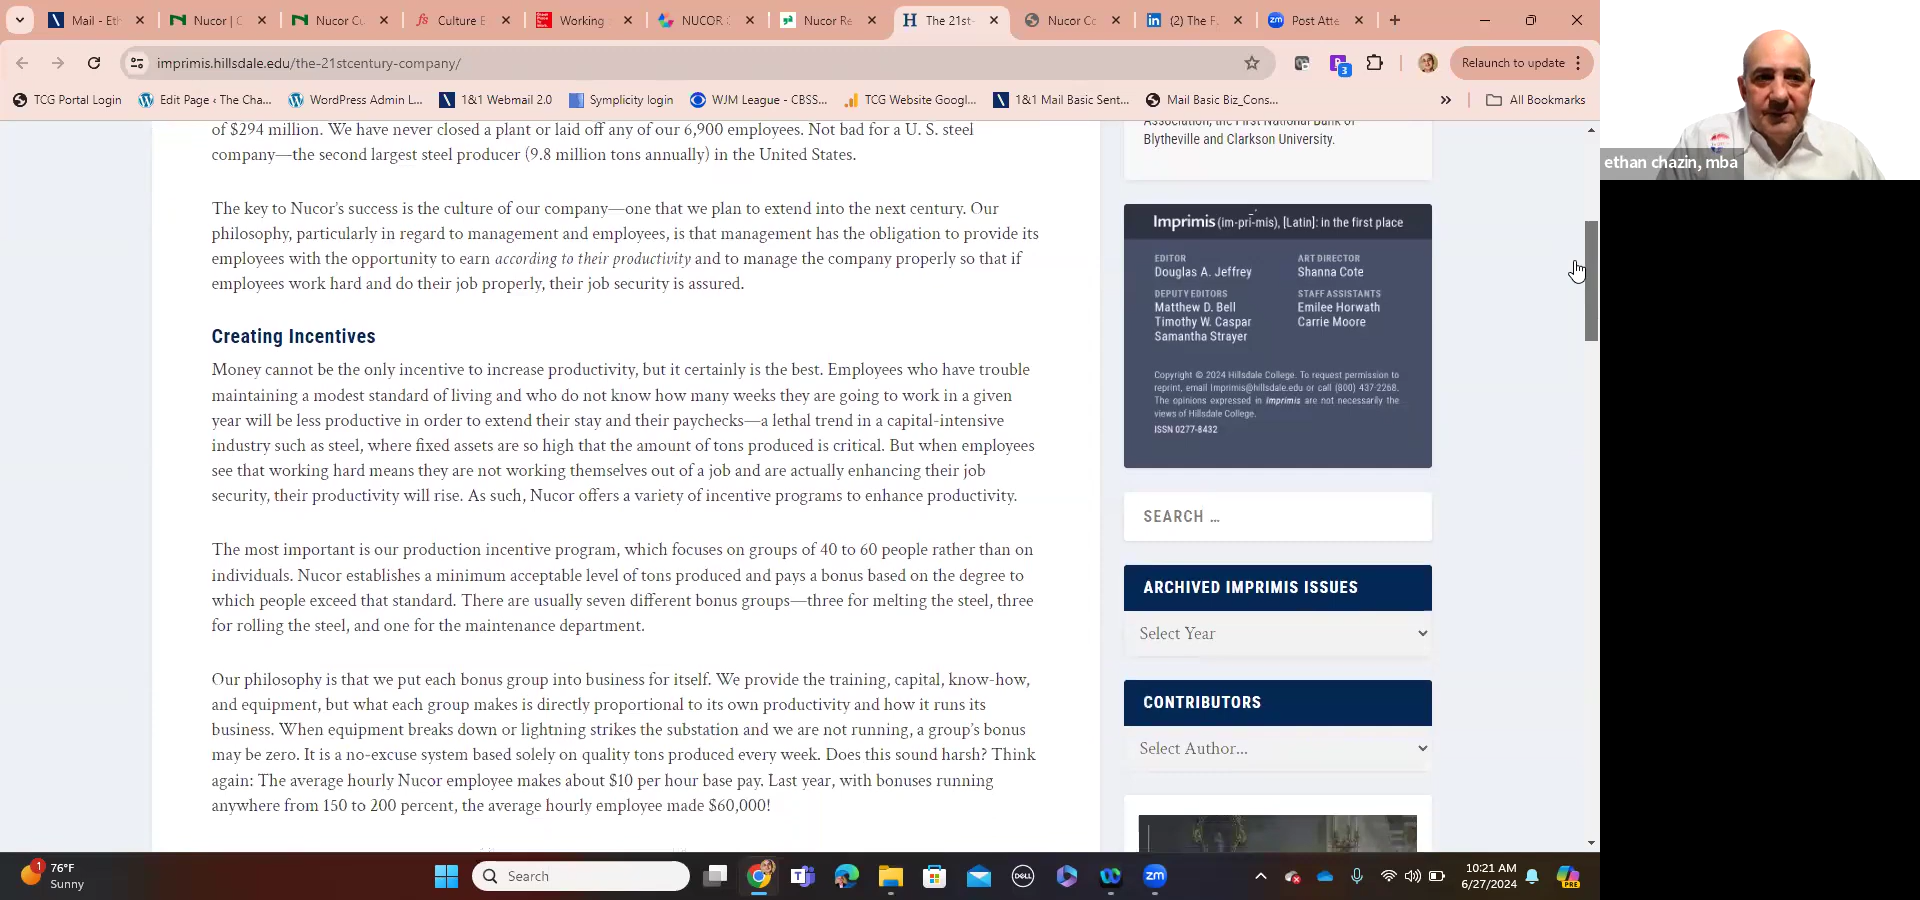 Mail - Eth
Nucor | C
Nucor Cu
Culture E
Working
NUCOR
Nucor Re
The 21st-
Nucor Co
(2) The F
Post Atte
imprimis.hillsdale.edu/the-21stcentury-company/
3
Relaunch to update
TCG Portal Login
Edit Page ‹ The Cha...
WordPress Admin L...
1&1 Webmail 2.0
Symplicity login
WJM League - CBSS...
TCG Website Googl...
1&1 Mail Basic Sent...
Mail Basic Biz_Cons...
All Bookmarks
of $294 million. We have never closed a plant or laid off any of our 6,900 employees. Not bad for a U. S. steel
company—the second largest steel producer (9.8 million tons annually) in the United States.
The key to Nucor’s success is the culture of our company—one that we plan to extend into the next century. Our
philosophy, particularly in regard to management and employees, is that management has the obligation to provide its
employees with the opportunity to earn according to their productivity and to manage the company properly so that if
employees work hard and do their job properly, their job security is assured.
Creating Incentives
Money cannot be the only incentive to increase productivity, but it certainly is the best. Employees who have trouble
maintaining a modest standard of living and who do not know how many weeks they are going to work in a given
year will be less productive in order to extend their stay and their paychecks—a lethal trend in a capital-intensive
industry such as steel, where fixed assets are so high that the amount of tons produced is critical. But when employees
see that working hard means they are not working themselves out of a job and are actually enhancing their job
security, their productivity will rise. As such, Nucor offers a variety of incentive programs to enhance productivity.
The most important is our production incentive program, which focuses on groups of 40 to 60 people rather than on
individuals. Nucor establishes a minimum acceptable level of tons produced and pays a bonus based on the degree to
which people exceed that standard. There are usually seven different bonus groups—three for melting the steel, three
for rolling the steel, and one for the maintenance department.
Our philosophy is that we put each bonus group into business for itself. We provide the training, capital, know-how,
and equipment, but what each group makes is directly proportional to its own productivity and how it runs its
business. When equipment breaks down or lightning strikes the substation and we are not running, a group’s bonus
may be zero. It is a no-excuse system based solely on quality tons produced every week. Does this sound harsh? Think
again: The average hourly Nucor employee makes about $10 per hour base pay. Last year, with bonuses running
anywhere from 150 to 200 percent, the average hourly employee made $60,000!
Association, the First National Bank of
Blytheville and Clarkson University.
Imprimis (im-pri-mis), [Latin]: in the first place
EDITOR
Douglas A. Jeffrey
ART DIRECTOR
Shanna Cote
DEPUTY EDITORS
Matthew D. Bell
Timothy W. Caspar
Samantha Strayer
STAFF ASSISTANTS
Emilee Horwath
Carrie Moore
Copyright © 2024 Hillsdale College. To request permission to
reprint, email Imprimis@hillsdale.edu or call (800) 437-2268.
The opinions expressed in Imprimis are not necessarily the
views of Hillsdale College.
ISSN 0277-8432
SEARCH ...
ARCHIVED IMPRIMIS ISSUES
Select Year
CONTRIBUTORS
Select Author...
ethan chazin, mba
1
76°F
Sunny
Search
DELL
zm
10:21 AM
6/27/2024
PRE